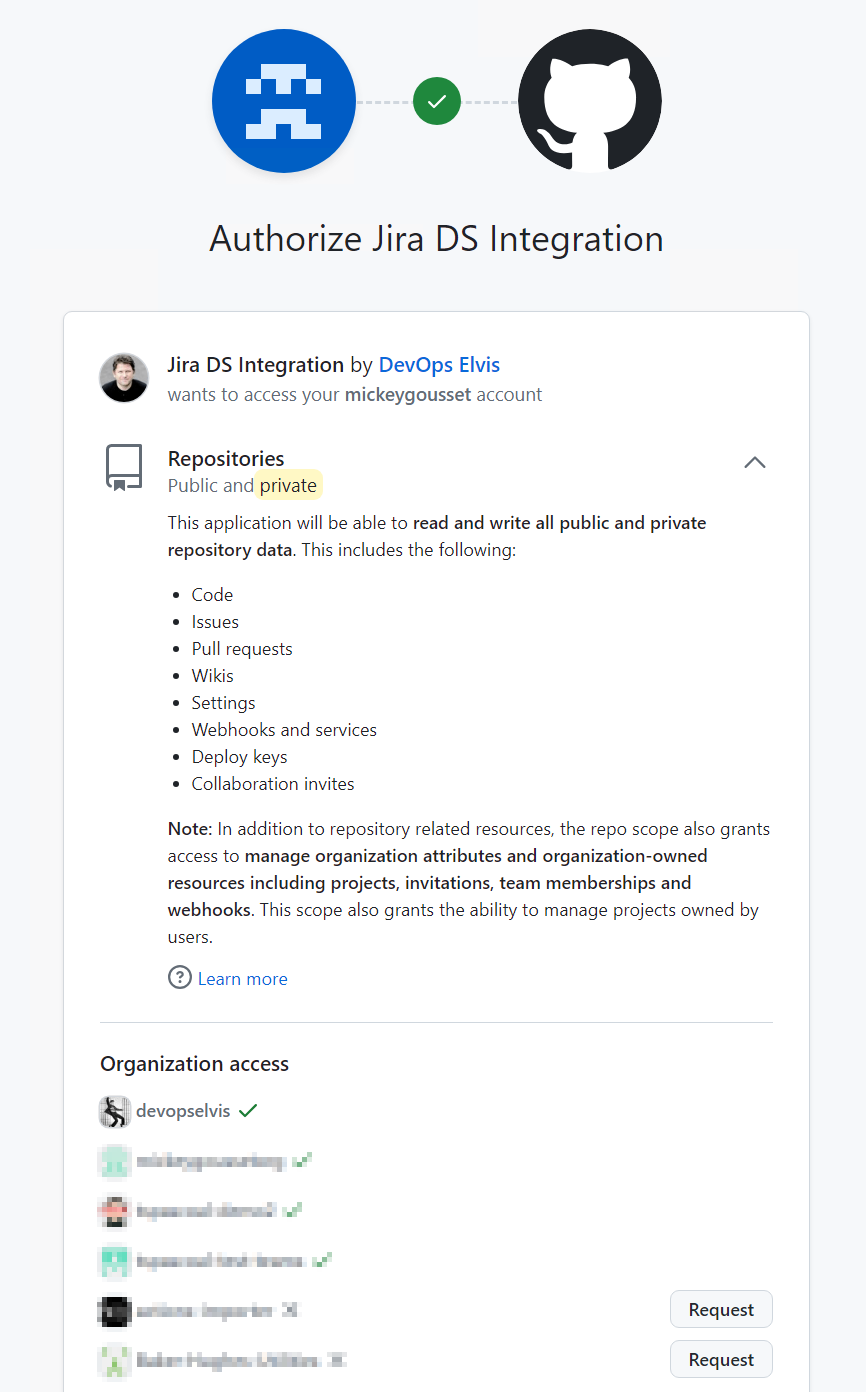 Authorize Jira DS Integration
Jira DS Integration by DevOps Elvis
wants to access your mickeygousset account
Repositories
Public and private
This application will be able to read and write all public and private
repository data. This includes the following:
Code
Issues
Pull requests
Wikis
Settings
Webhooks and services
Deploy keys
Collaboration invites
Note: In addition to repository related resources, the repo scope also grants
access to manage organization attributes and organization-owned
resources including projects, invitations, team memberships and
webhooks. This scope also grants the ability to manage projects owned by
users.
Learn more
Organization access
devopselvis
Request
Request